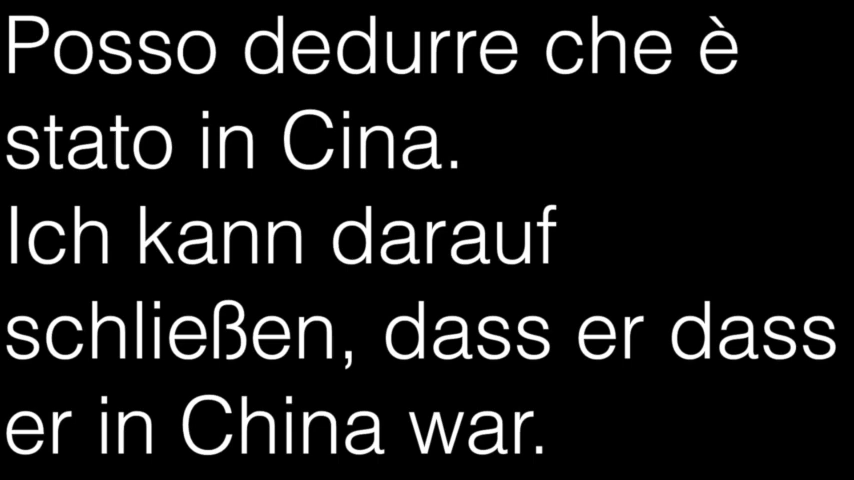 Posso dedurre che è
stato in Cina.
Ich kann darauf
schließen, dass er dass
er in China war.